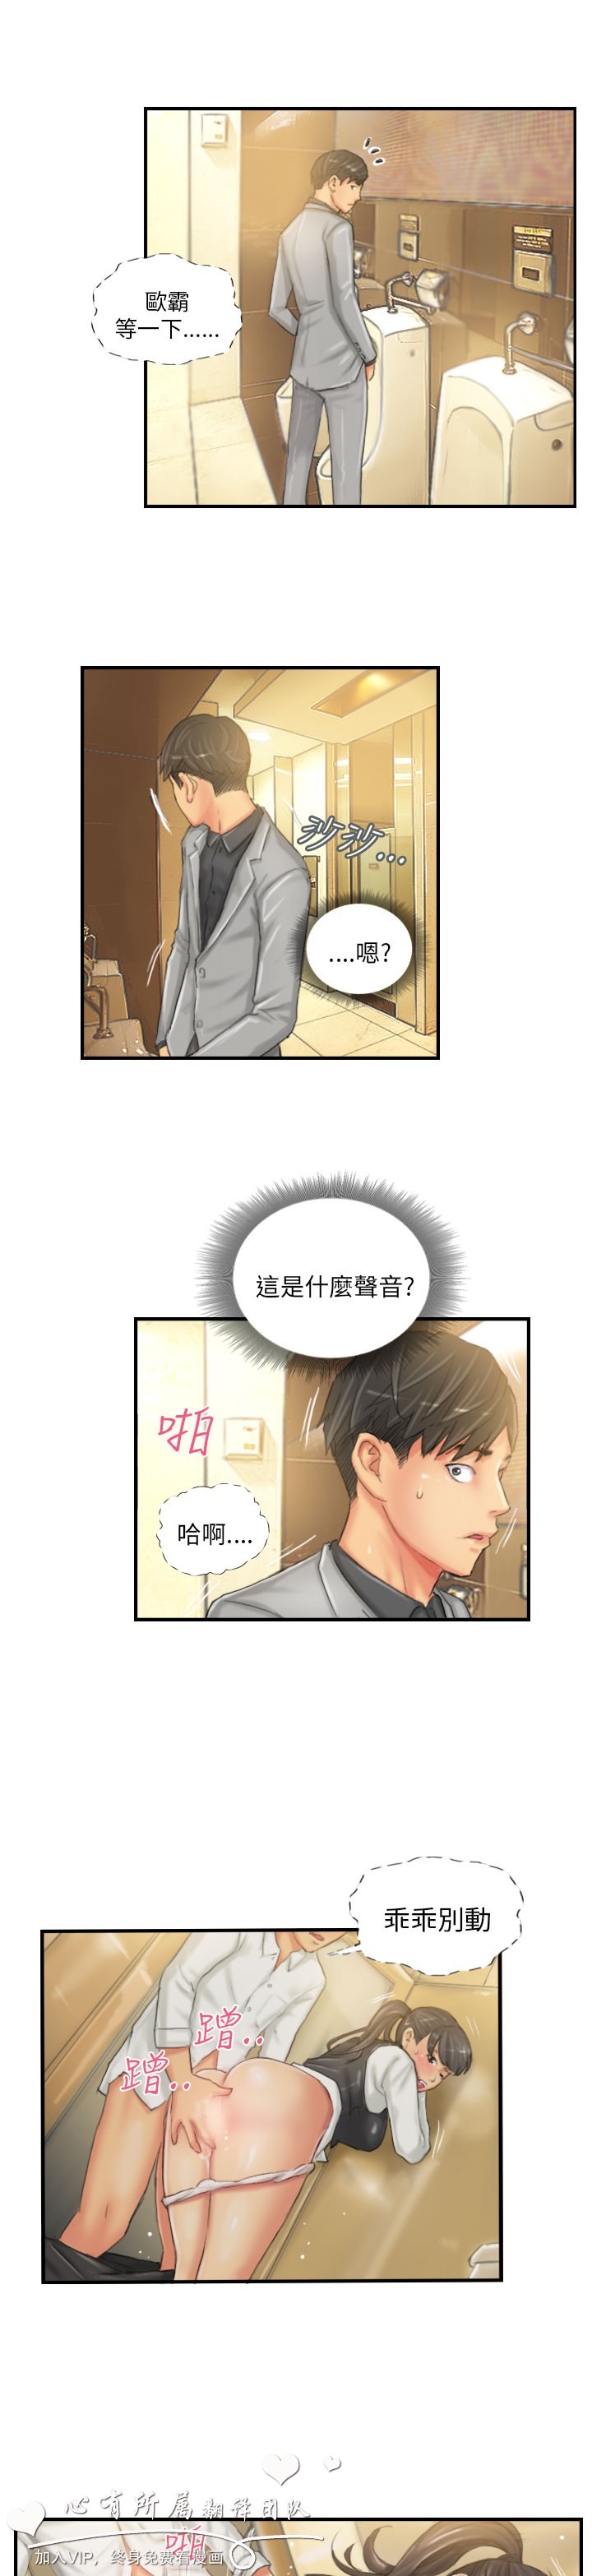 歐霸
等一下......
沙沙...
....嗯?
這是什麼聲音?
啪
哈啊....
乖乖別動
蹭..
蹭..
心有所属翻译团队
啪
加入VIP，终身免费看漫画